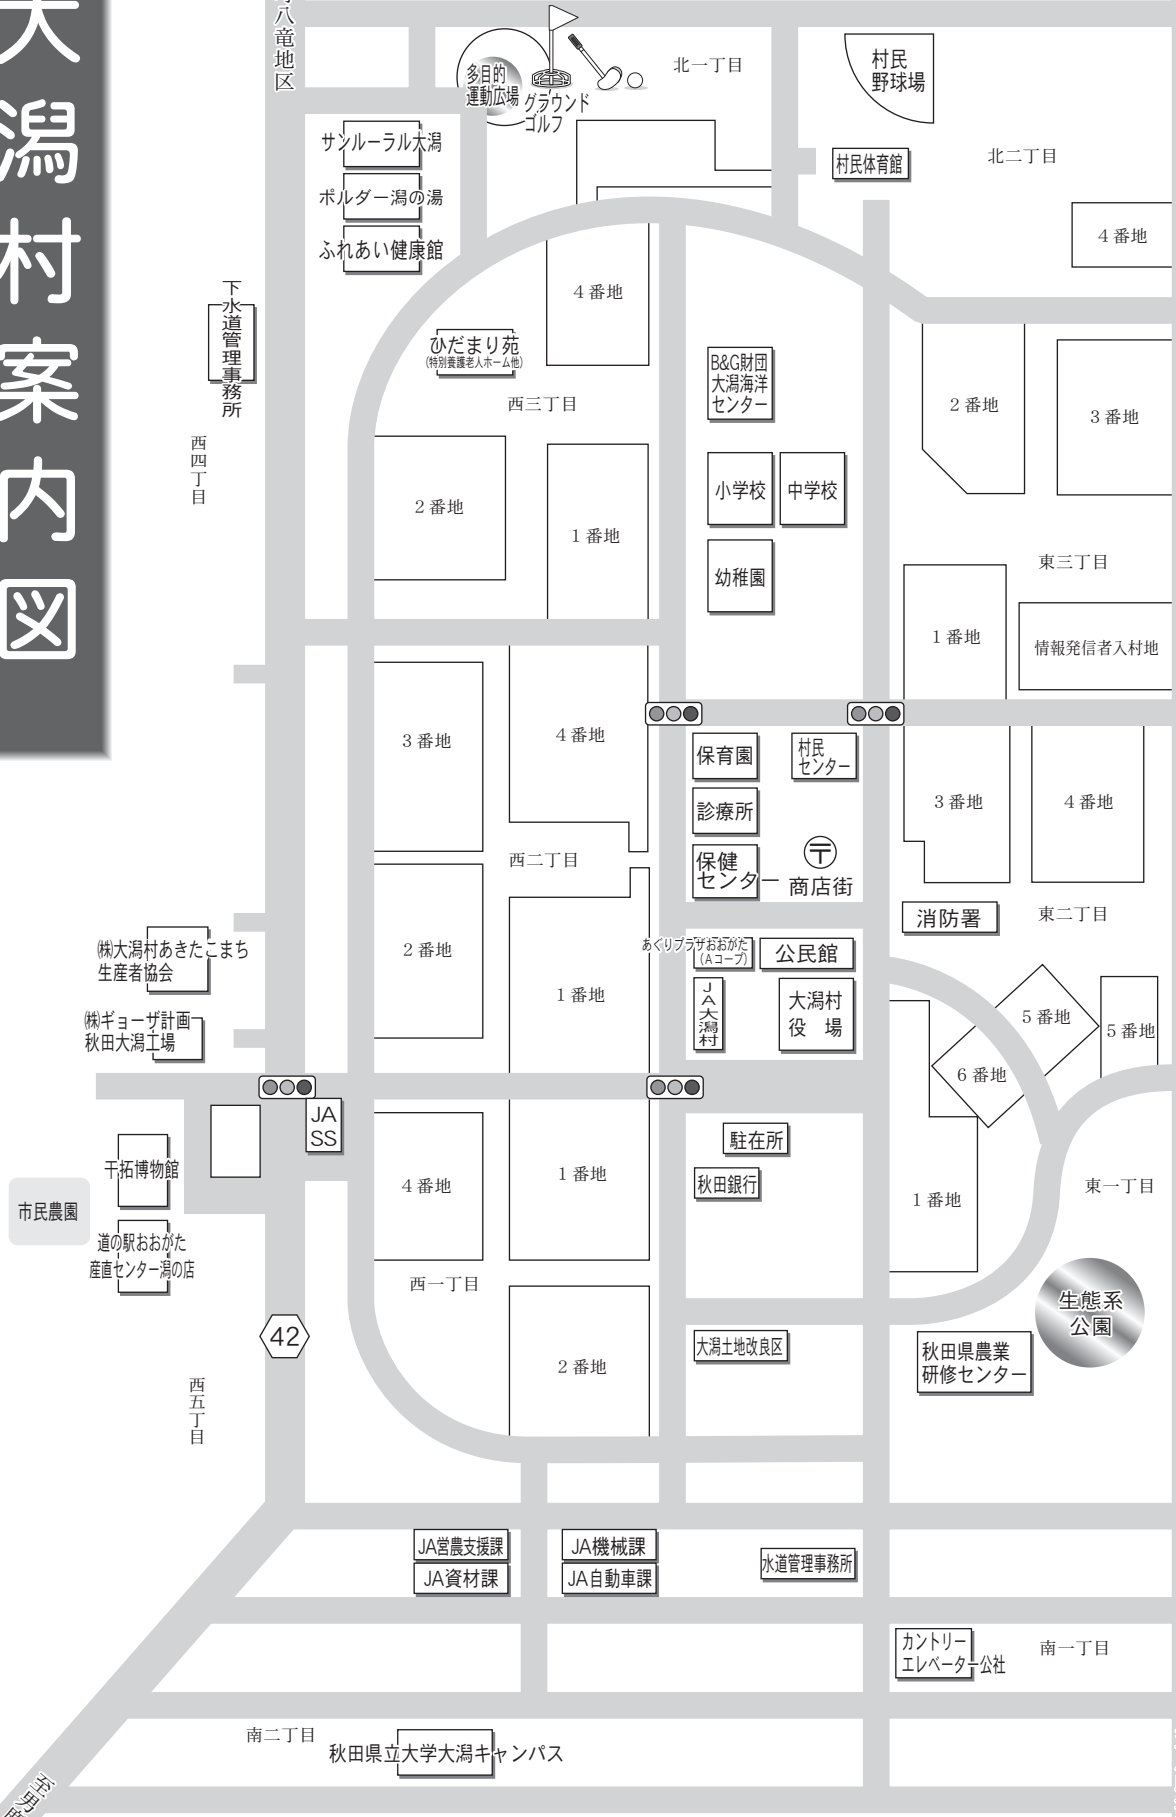 大潟村案内図
八竜地区
多目的
運動広場
グラウンド
ゴルフ
北一丁目
村民
野球場
サンルーラル大潟
村民体育館
北二丁目
ポルダー潟の湯
4番地
ふれあい健康館
4番地
下水道管理事務所
ひだまり苑
(特別養護老人ホーム他)
B&G財団
大潟海洋
センター
西三丁目
2番地
3番地
西四丁目
2番地
1番地
小学校
中学校
東三丁目
幼稚園
1番地
情報発信者入村地
3番地
4番地
保育園
村民
センター
診療所
3番地
4番地
西二丁目
保健
センター
〒
商店街
消防署
東二丁目
㈱大潟村あきたこまち
生産者協会
2番地
あぐりプラザおおがた
(Aコープ)
公民館
1番地
JA大潟村
大潟村
役 場
5番地
5番地
㈱ギョーザ計画
秋田大潟工場
6番地
JA
SS
駐在所
干拓博物館
4番地
1番地
秋田銀行
1番地
東一丁目
市民農園
道の駅おおがた
産直センター潟の店
西一丁目
生態系
公園
42
大潟土地改良区
秋田県農業
研修センター
2番地
西五丁目
JA営農支援課
JA機械課
水道管理事務所
JA資材課
JA自動車課
カントリー
エレベーター公社
南一丁目
南二丁目
秋田県立大学大潟キャンパス
至男